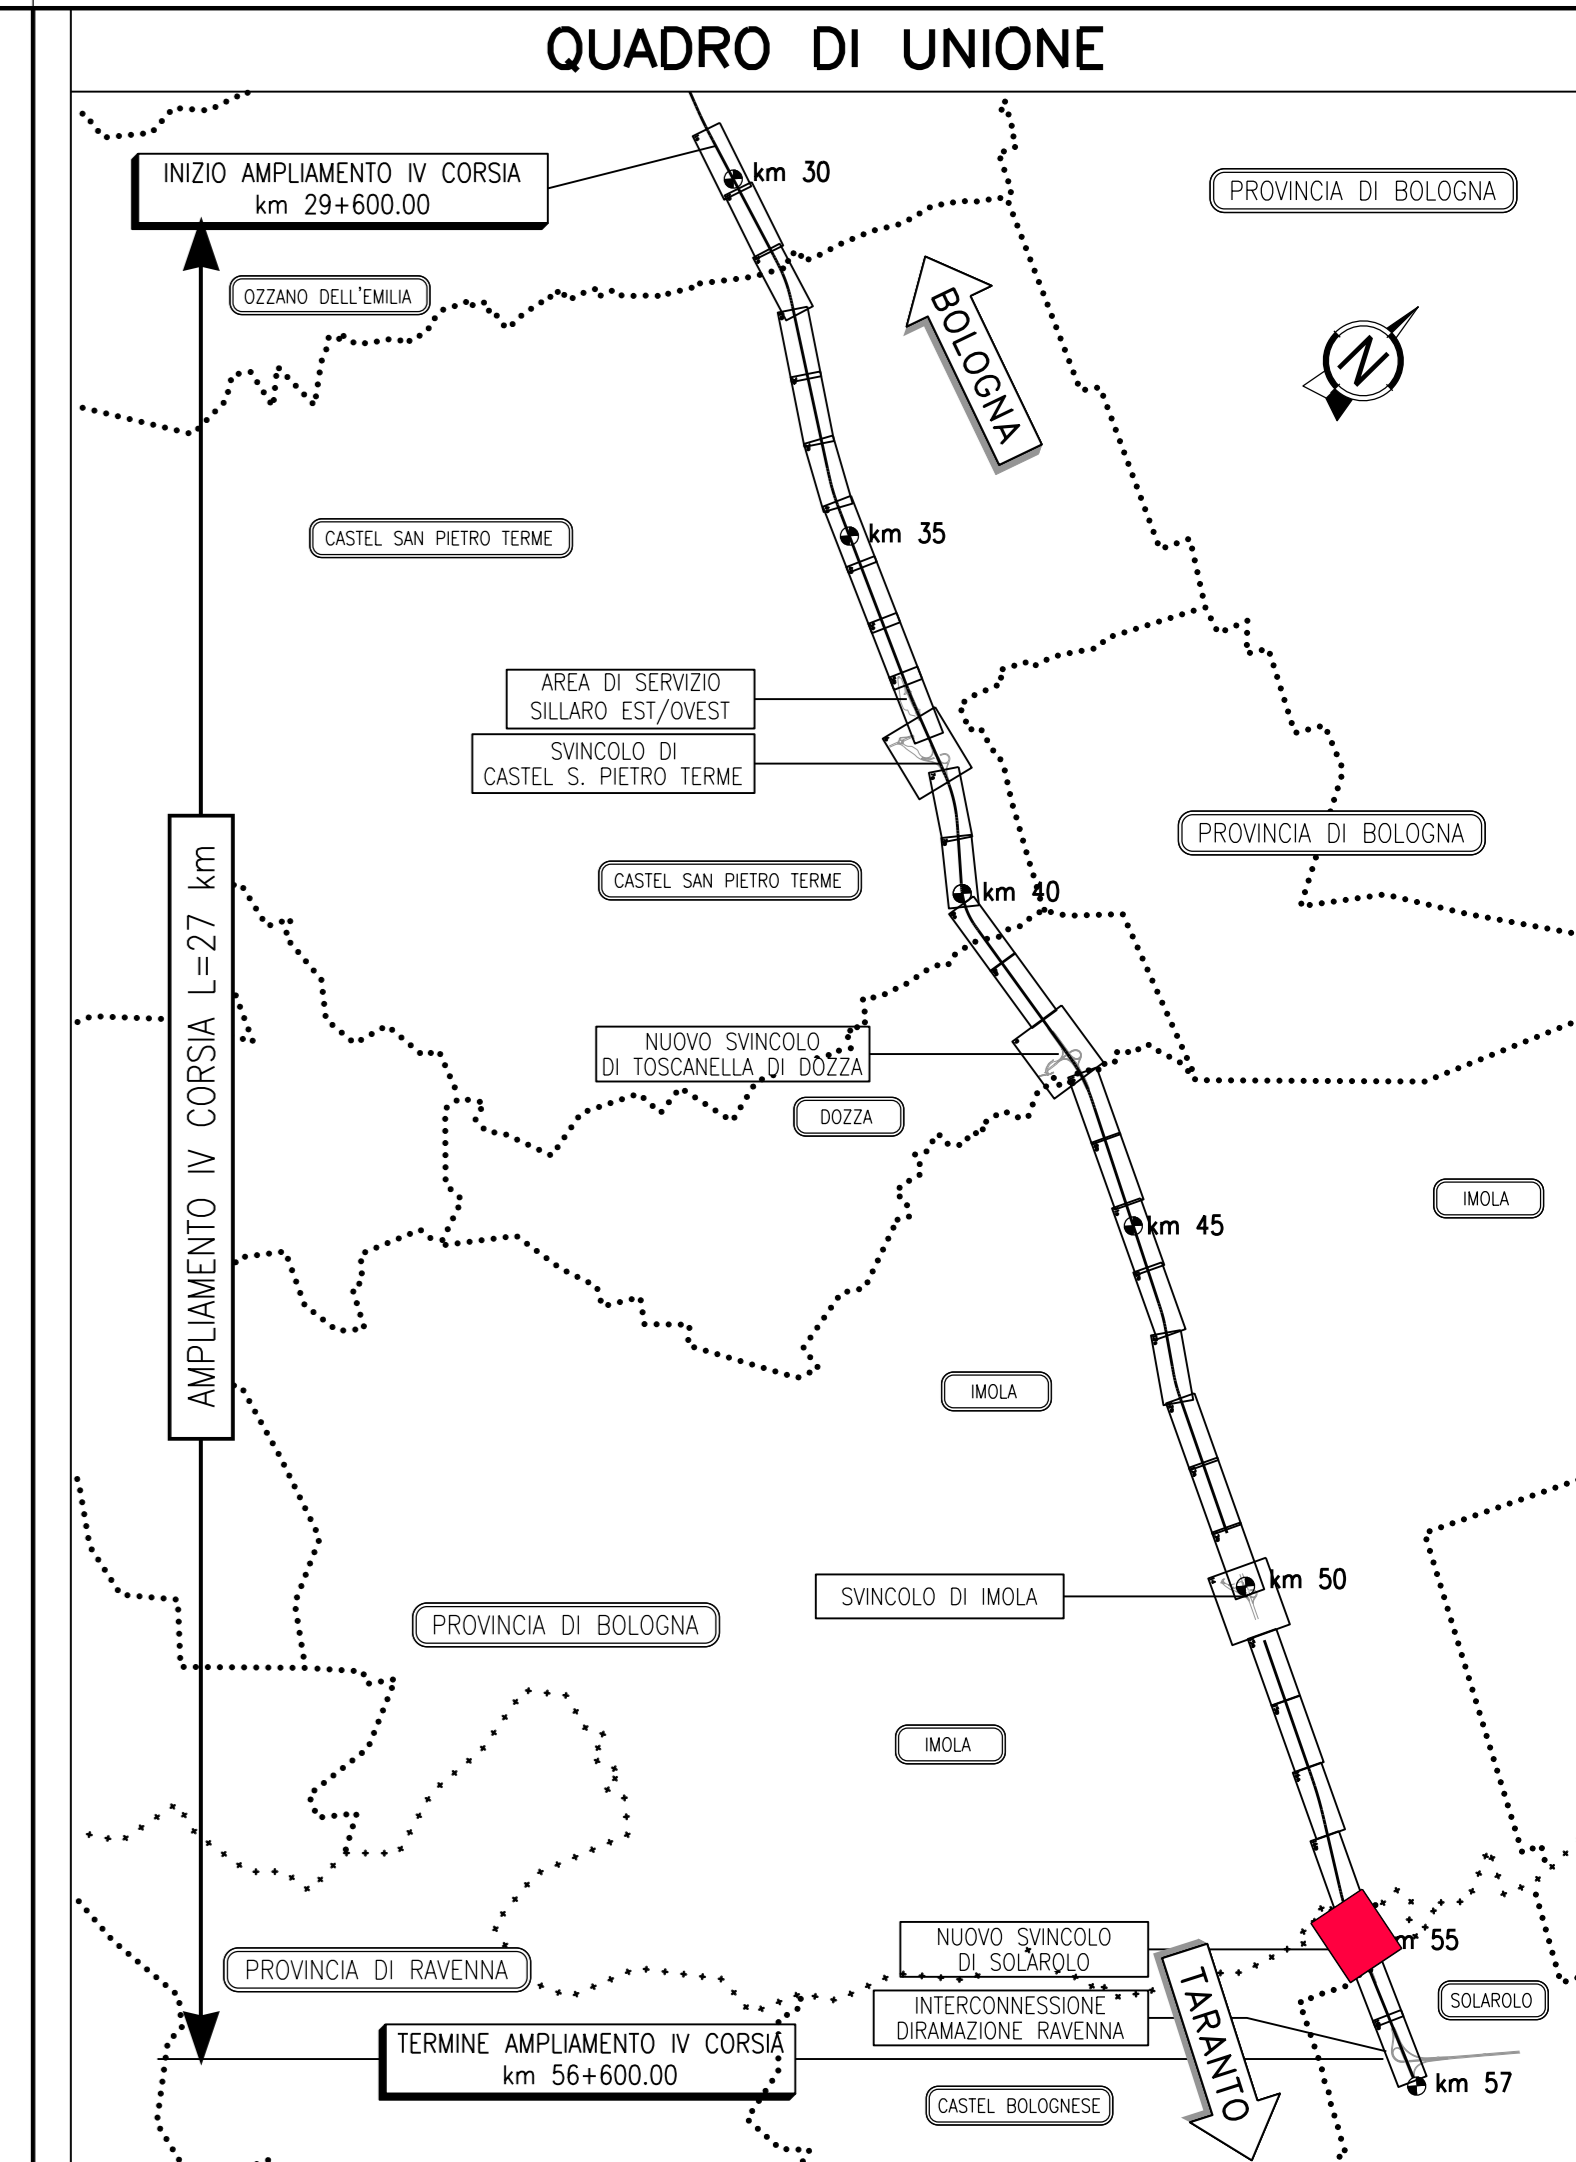 QUADRO DI UNIONE
INIZIO AMPLIAMENTO IV CORSIA
km 29+600.00
km 30
PROVINCIA DI BOLOGNA
OZZANO DELL'EMILIA
BOLOGNA
N
CASTEL SAN PIETRO TERME
km 35
AREA DI SERVIZIO
SILLARO EST/OVEST
SVINCOLO DI
CASTEL S. PIETRO TERME
PROVINCIA DI BOLOGNA
CASTEL SAN PIETRO TERME
km 40
AMPLIAMENTO IV CORSIA L=27 km
NUOVO SVINCOLO
DI TOSCANELLA DI DOZZA
DOZZA
IMOLA
km 45
IMOLA
km 50
SVINCOLO DI IMOLA
PROVINCIA DI BOLOGNA
IMOLA
NUOVO SVINCOLO
DI SOLAROLO
m 55
PROVINCIA DI RAVENNA
SOLAROLO
INTERCONNESSIONE
DIRAMAZIONE RAVENNA
TARANTO
TERMINE AMPLIAMENTO IV CORSIA
km 56+600.00
km 57
CASTEL BOLOGNESE